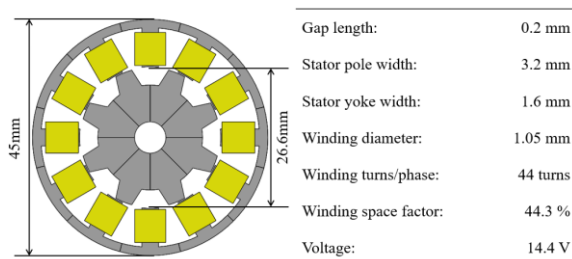 45mm
26.6mm
Gap length: 0.2 mm
Stator pole width: 3.2 mm
Stator yoke width: 1.6 mm
Winding diameter: 1.05 mm
Winding turns/phase: 44 turns
Winding space factor: 44.3 %
Voltage: 14.4 V